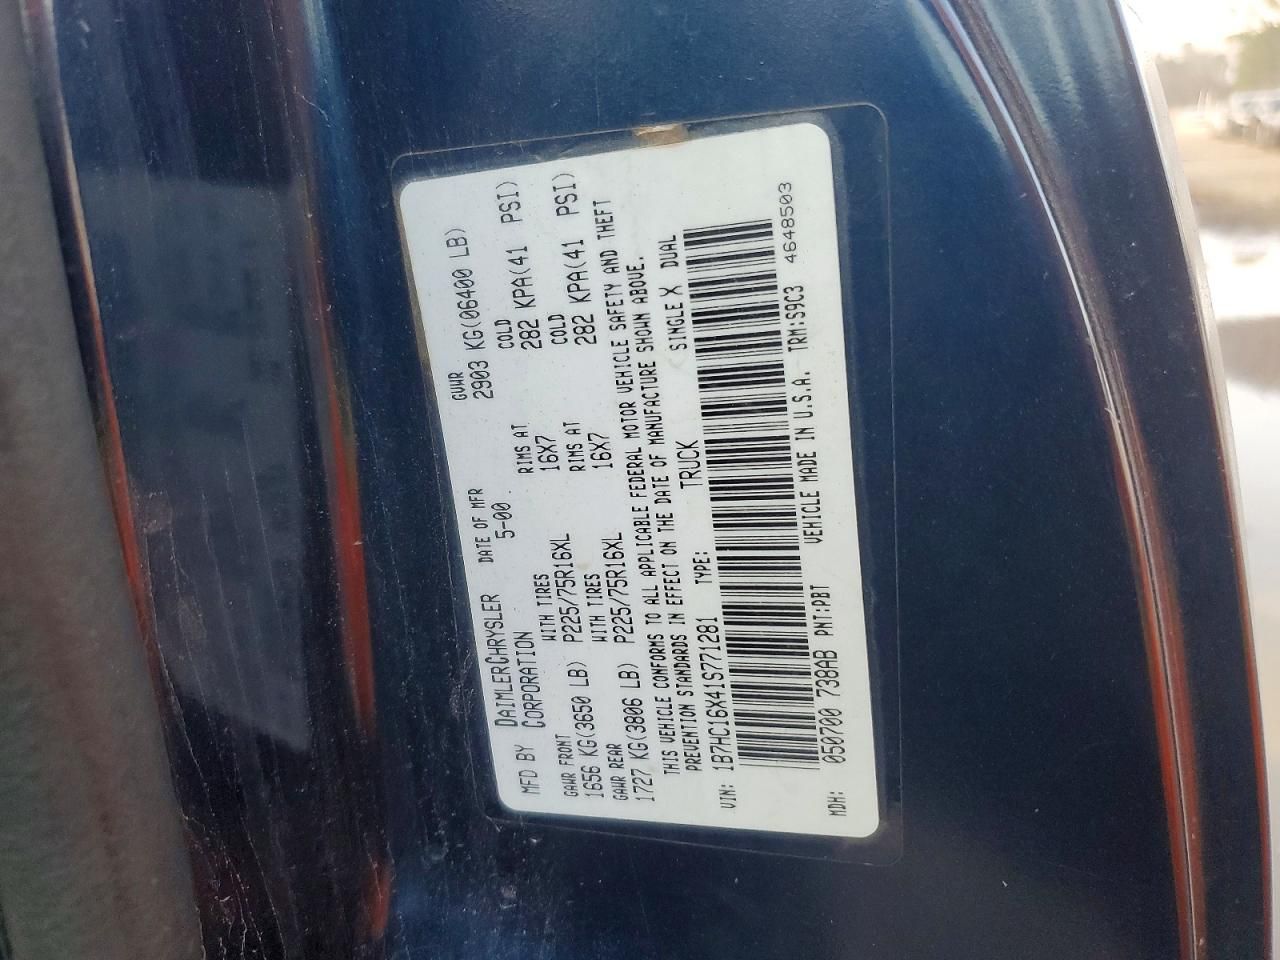 MFD BY DAIMLERCHRYSLER CORPORATION DATE OF MFR 5-00 GVWR 2903 KG(06400 LB)
GAWR FRONT WITH TIRES RIMS AT COLD
1656 KG(3650 LB) P225/75R16XL 16X7 282 KPA(41 PSI)
GAWR REAR WITH TIRES RIMS AT COLD
1727 KG(3806 LB) P225/75R16XL 16X7 282 KPA(41 PSI)
THIS VEHICLE CONFORMS TO ALL APPLICABLE FEDERAL MOTOR VEHICLE SAFETY AND THEFT
PREVENTION STANDARDS IN EFFECT ON THE DATE OF MANUFACTURE SHOWN ABOVE.
VIN: 1B7HC16X41S771281 TYPE: TRUCK SINGLE X DUAL
MDH: 050700 738AB PNT:PBT VEHICLE MADE IN U.S.A. TRM:S9C3 4648503